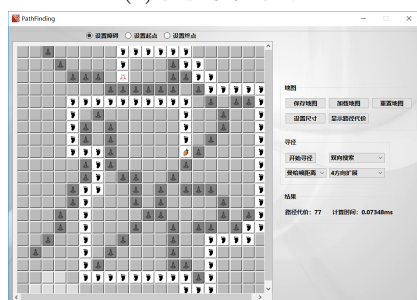 PathFinding
设置障碍 设置起点 设置终点
地图
保存地图 加载地图 重置地图
设置尺寸 显示路径代价
寻径
开始寻径 双向搜索
曼哈顿距离 4方向扩展
结果
路径代价：77 计算时间：0.07348ms